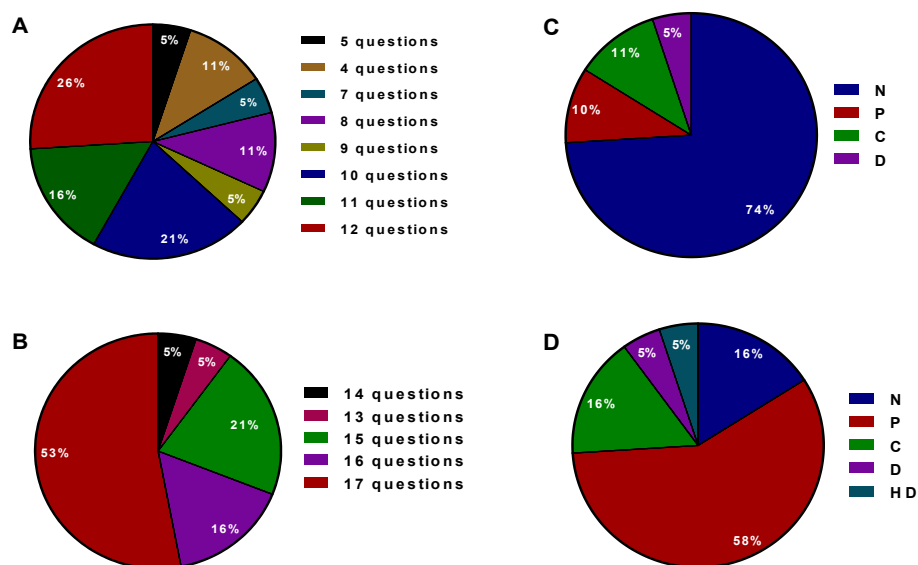 A
5%
11%
5%
11%
5%
21%
16%
26%
5 questions
4 questions
7 questions
8 questions
9 questions
10 questions
11 questions
12 questions
C
5%
11%
10%
74%
N
P
C
D
B
5%
5%
21%
16%
53%
14 questions
13 questions
15 questions
16 questions
17 questions
D
5%
5%
16%
16%
58%
N
P
C
D
HD